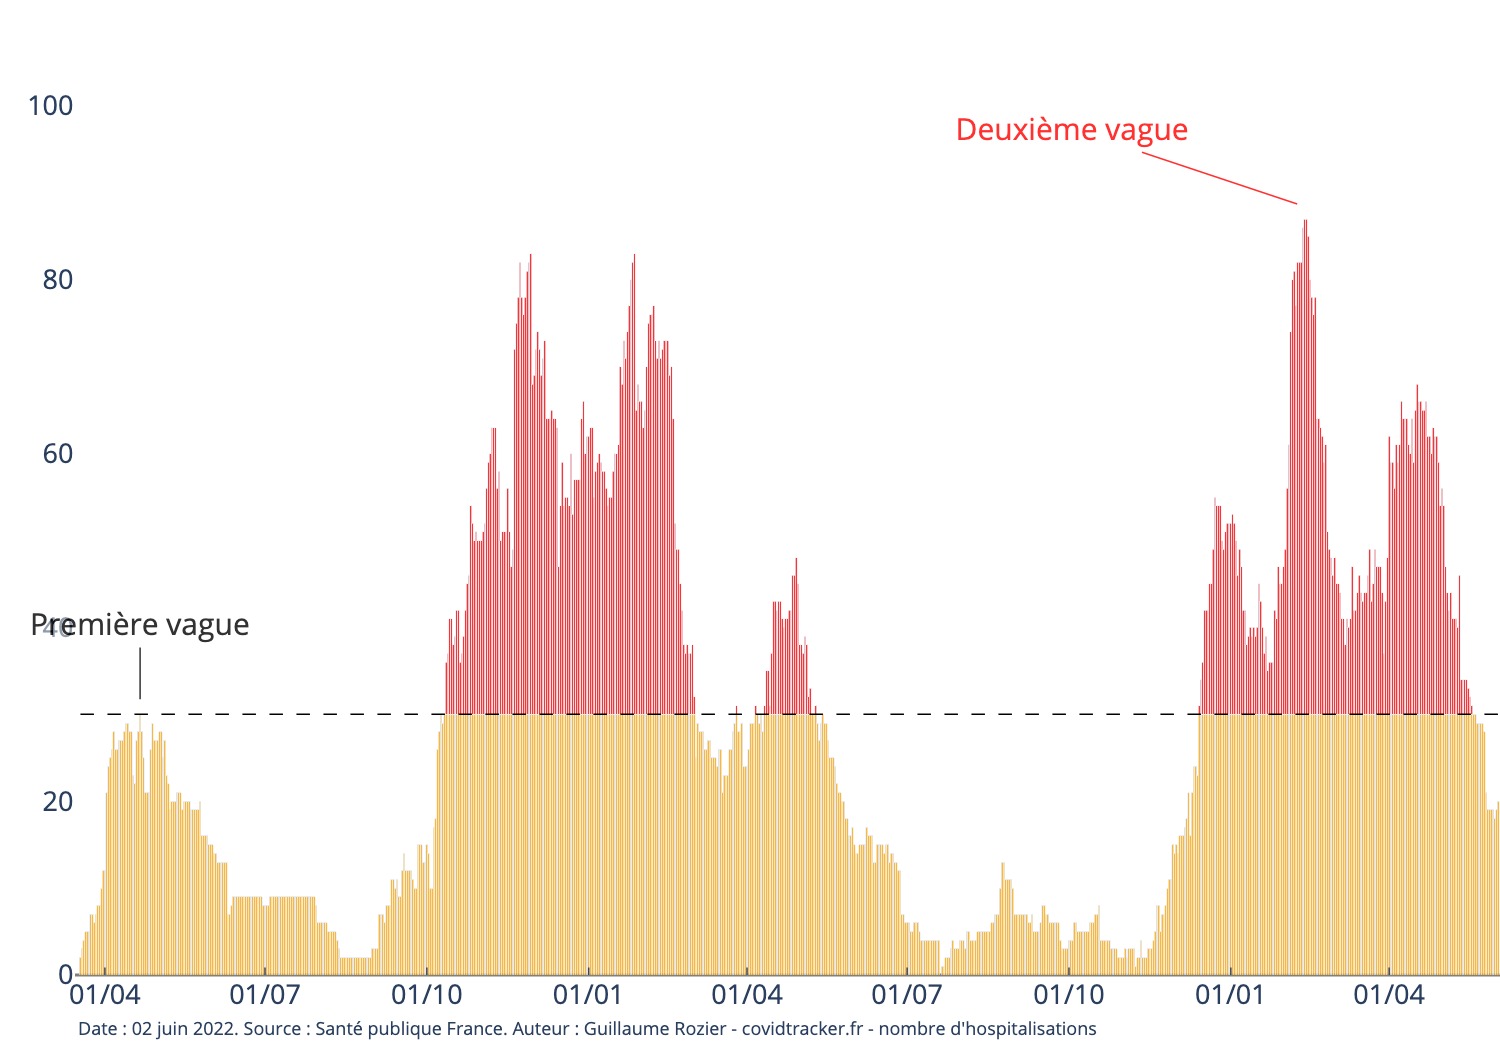 100
Deuxième vague
80
60
Première vague
40
20
0
01/04 01/07 01/10 01/01 01/04 01/07 01/10 01/01 01/04
Date : 02 juin 2022. Source : Santé publique France. Auteur : Guillaume Rozier - covidtracker.fr - nombre d'hospitalisations